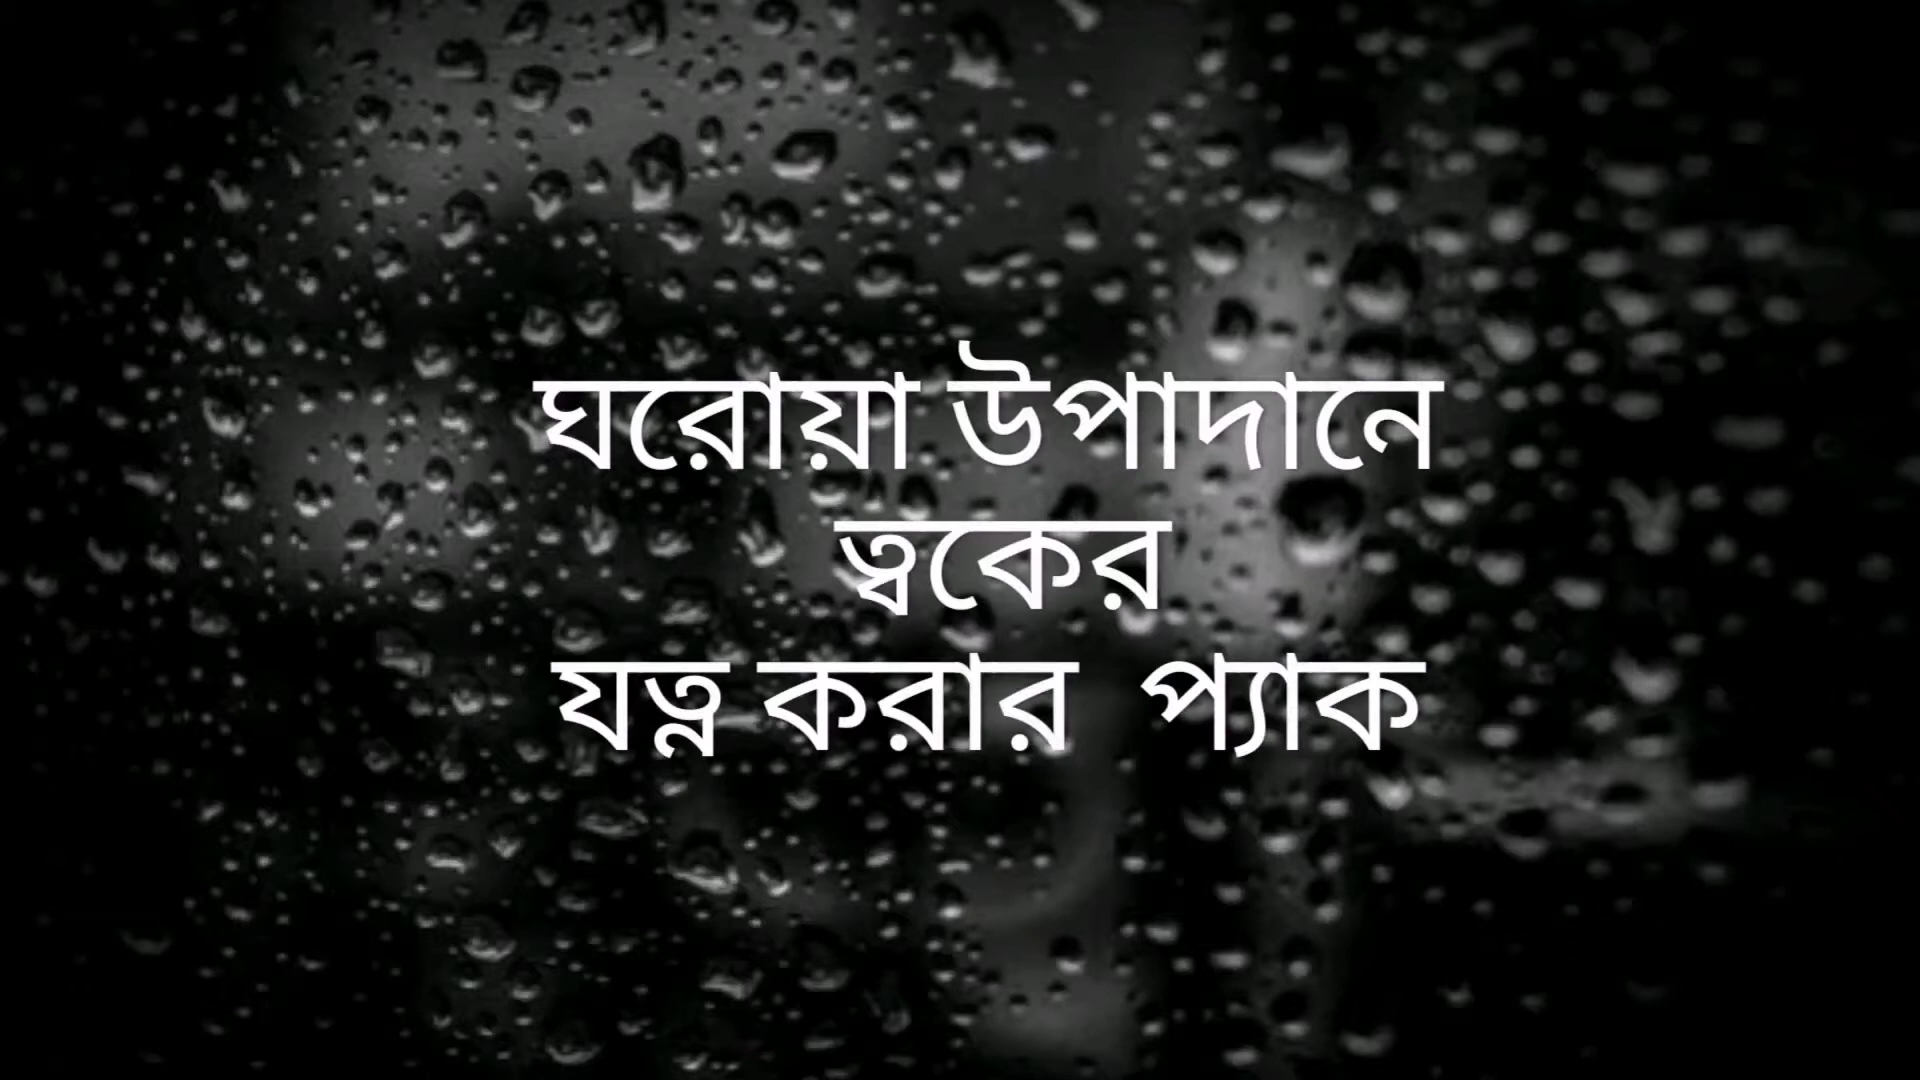 ঘরোয়া উপাদানে
ত্বকের
যত্ন করার প্যাক